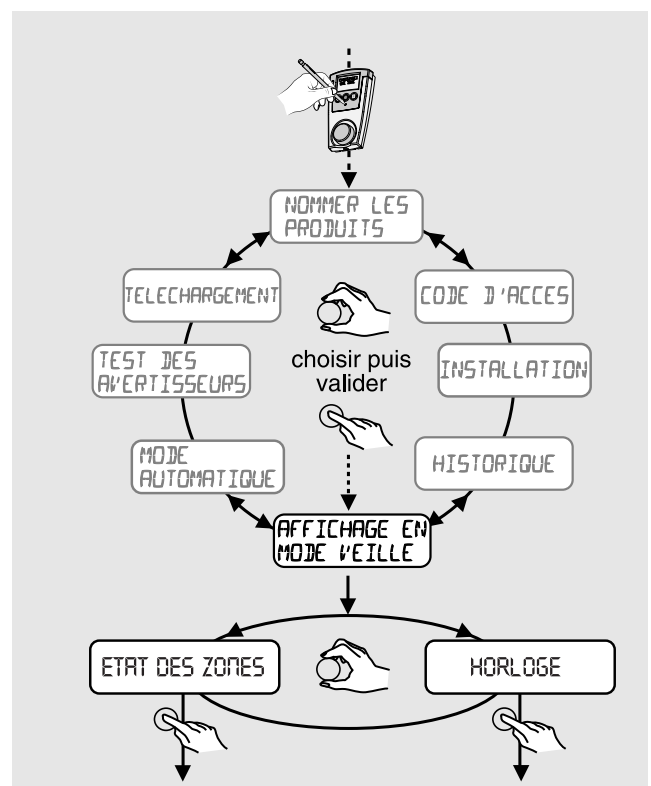 NOMMER LES
PRODUITS
TELECHARGEMENT
CODE D'ACCES
TEST DES
AVERTISSEURS
choisir puis
valider
INSTALLATION
MODE
AUTOMATIQUE
HISTORIQUE
AFFICHAGE EN
MODE VEILLE
ETAT DES ZONES
HORLOGE